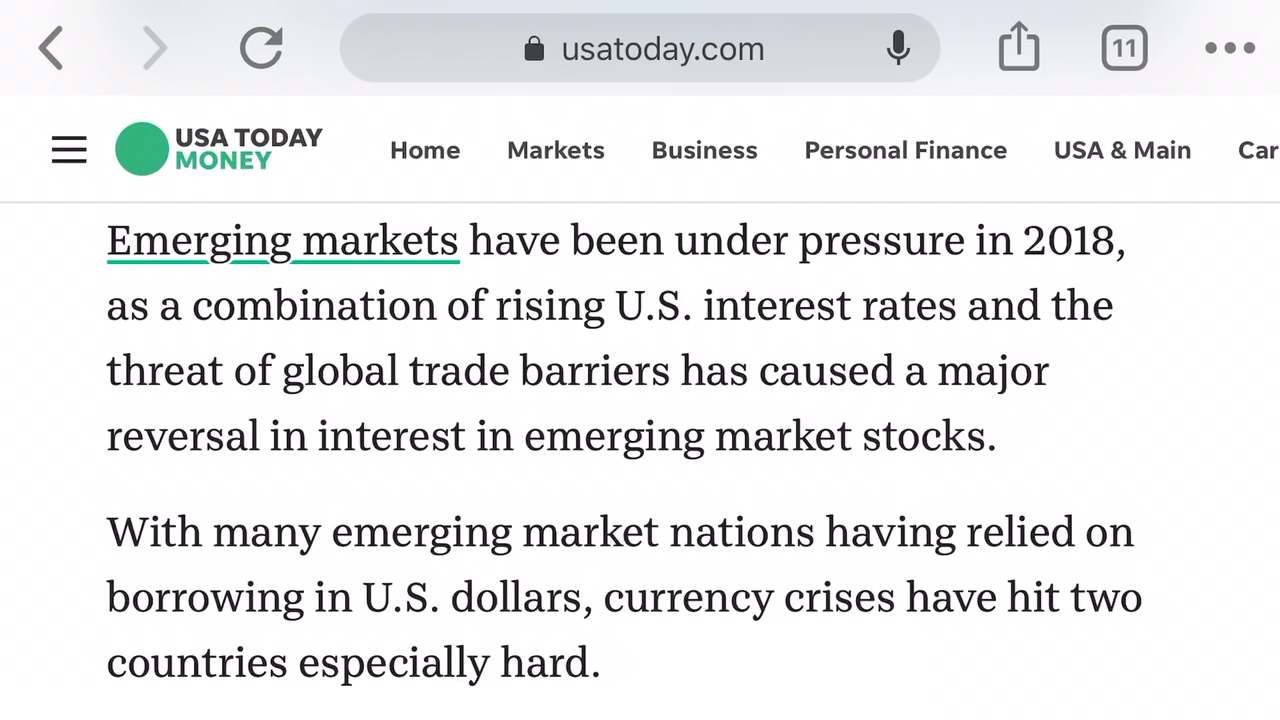 usatoday.com
11
USA TODAY
MONEY
Home Markets Business Personal Finance USA & Main Car
Emerging markets have been under pressure in 2018,
as a combination of rising U.S. interest rates and the
threat of global trade barriers has caused a major
reversal in interest in emerging market stocks.
With many emerging market nations having relied on
borrowing in U.S. dollars, currency crises have hit two
countries especially hard.